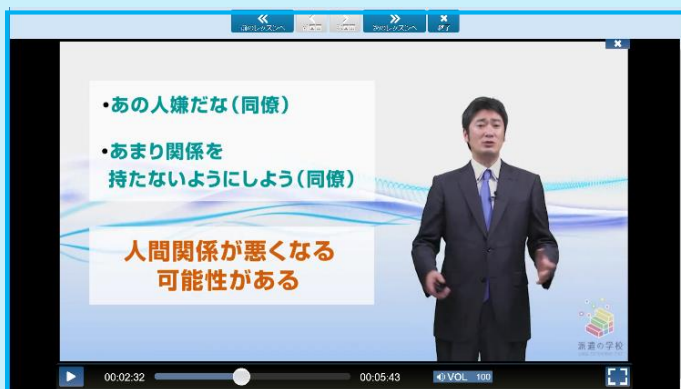 前のレッスンへ
次のレッスンへ
終了
・あの人嫌だな(同僚)
・あまり関係を
持たないようにしよう(同僚)
人間関係が悪くなる
可能性がある
派遣の学校
00:02:32
00:05:43
VOL 100